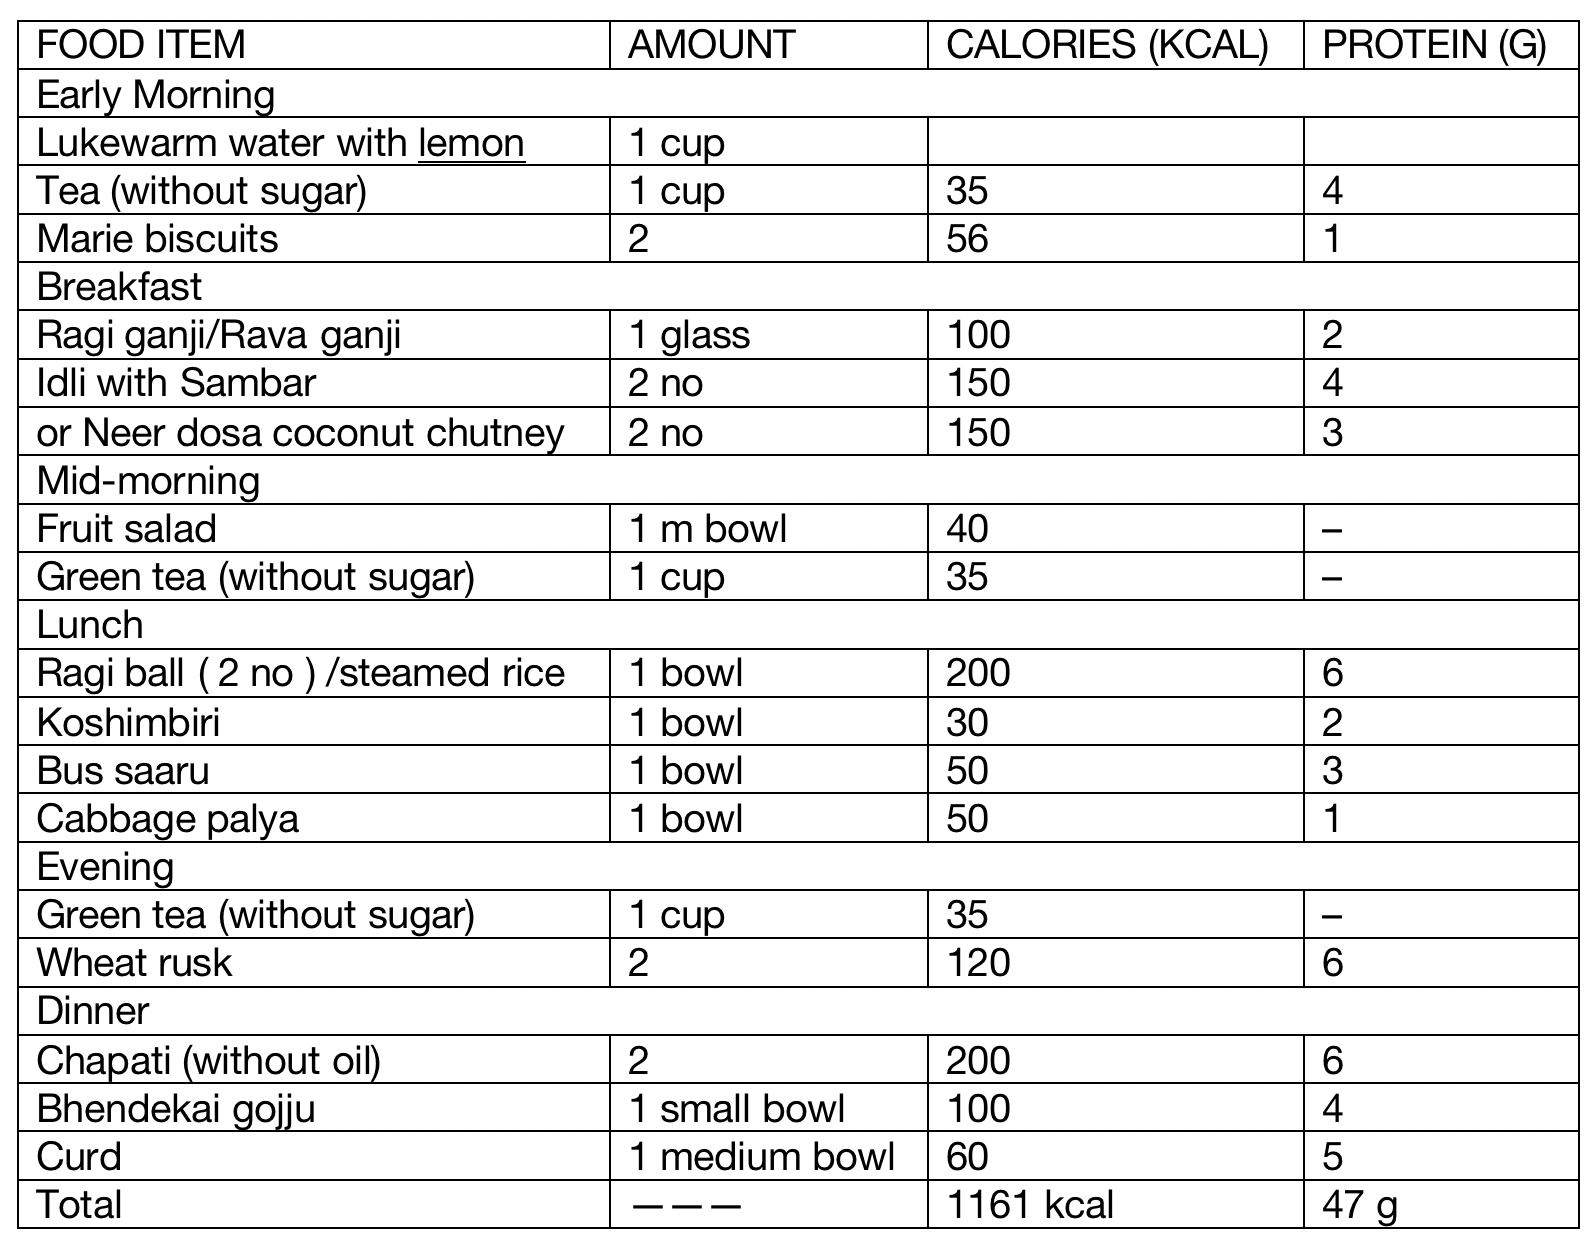 FOOD ITEM AMOUNT CALORIES (KCAL) PROTEIN (G)
Early Morning
Lukewarm water with lemon 1 cup
Tea (without sugar) 1 cup 35 4
Marie biscuits 2 56 1
Breakfast
Ragi ganji/Rava ganji 1 glass 100 2
Idli with Sambar 2 no 150 4
or Neer dosa coconut chutney 2 no 150 3
Mid-morning
Fruit salad 1 m bowl 40 –
Green tea (without sugar) 1 cup 35 –
Lunch
Ragi ball ( 2 no ) /steamed rice 1 bowl 200 6
Koshimbiri 1 bowl 30 2
Bus saaru 1 bowl 50 3
Cabbage palya 1 bowl 50 1
Evening
Green tea (without sugar) 1 cup 35 –
Wheat rusk 2 120 6
Dinner
Chapati (without oil) 2 200 6
Bhendekai gojju 1 small bowl 100 4
Curd 1 medium bowl 60 5
Total — — — 1161 kcal 47 g